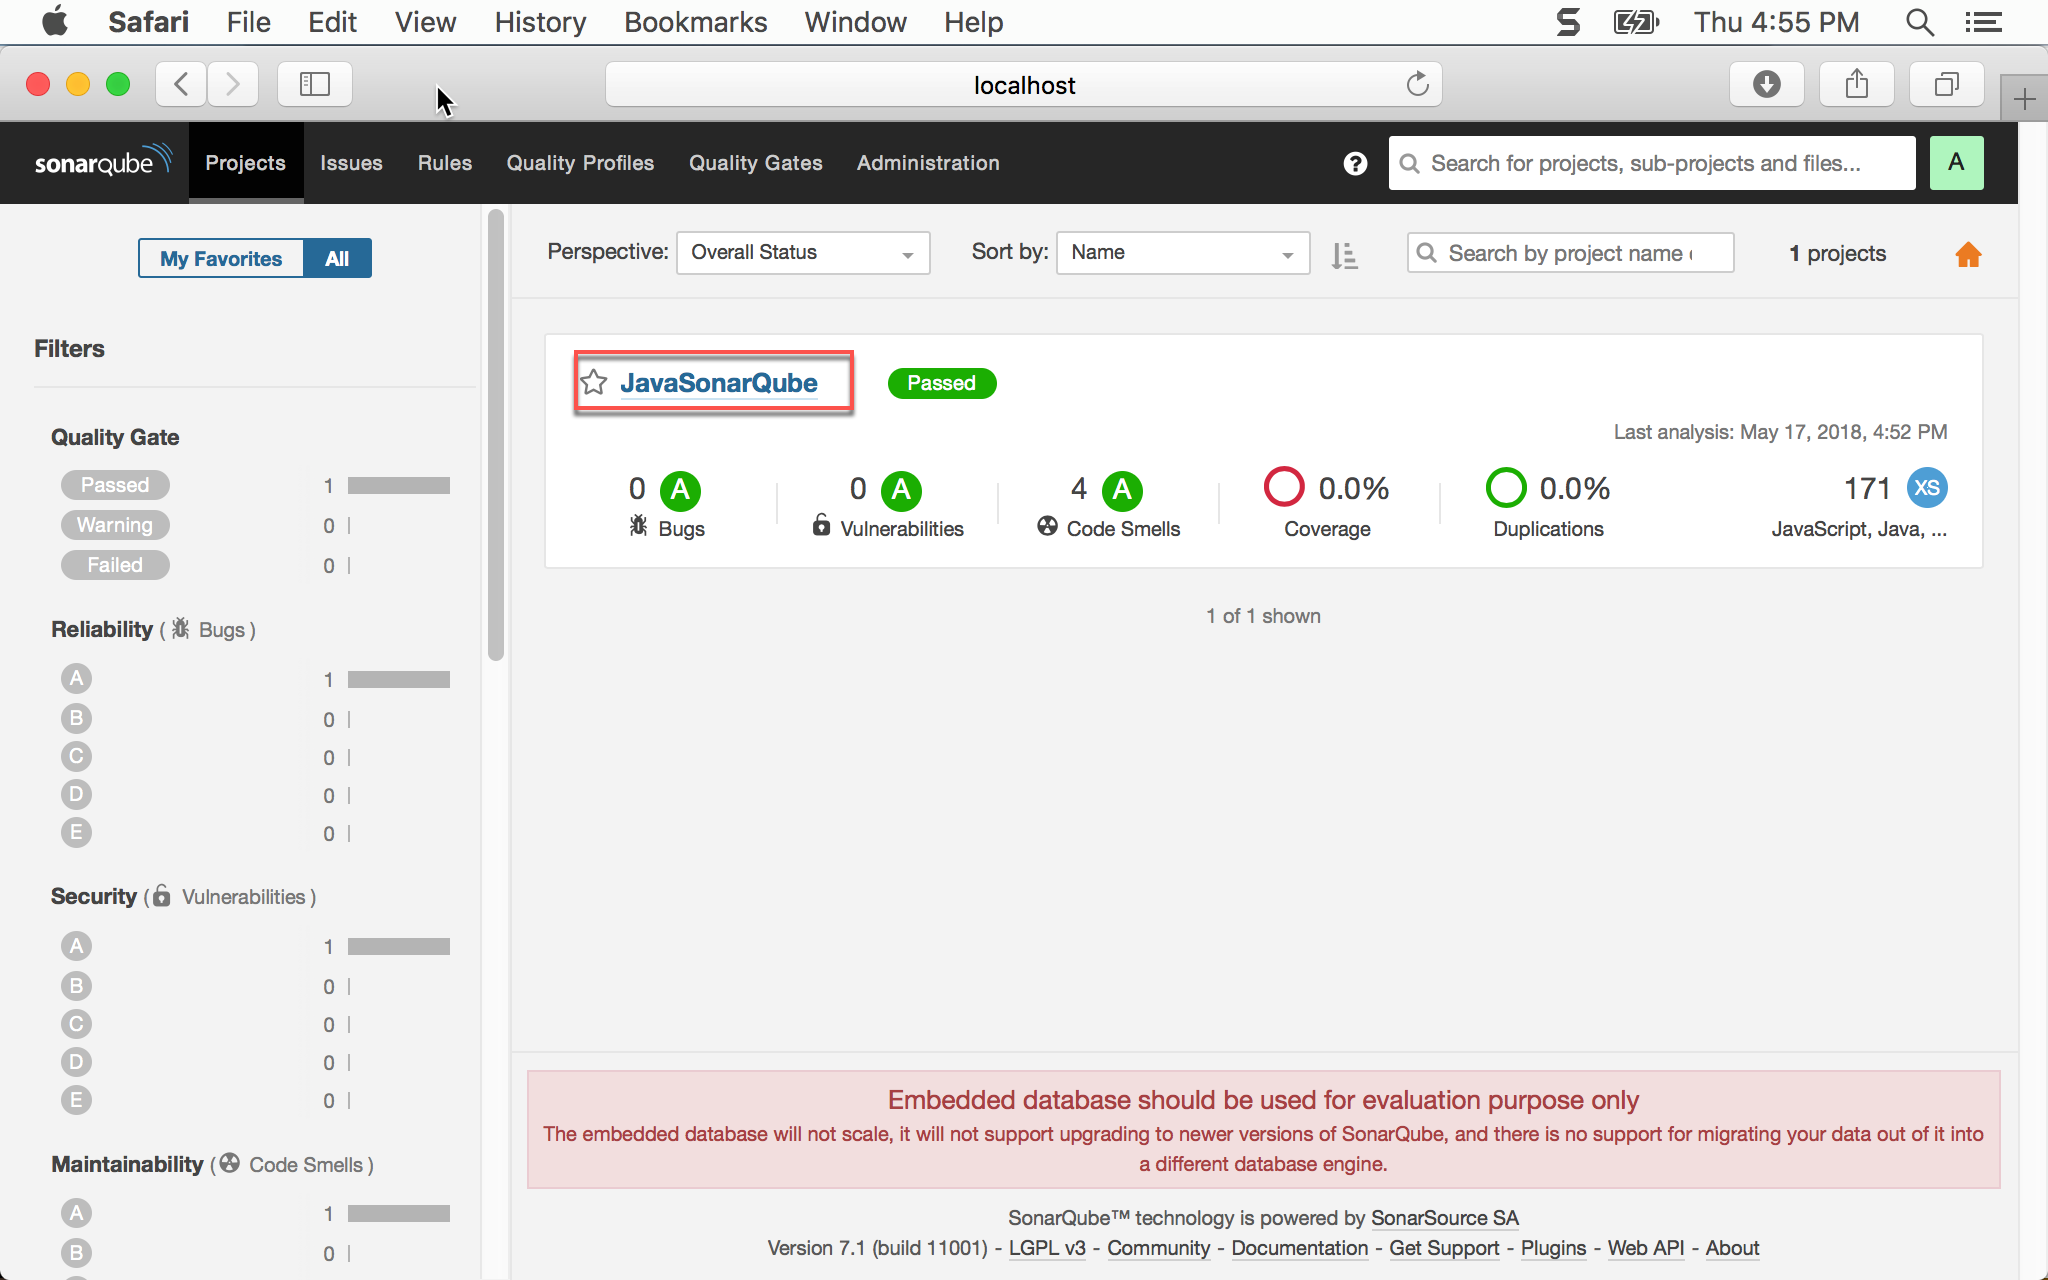 Safari File Edit View History Bookmarks Window Help Thu 4:55 PM
localhost
sonarqube Projects Issues Rules Quality Profiles Quality Gates Administration Search for projects, sub-projects and files... A
My Favorites All
Perspective: Overall Status Sort by: Name Search by project name 1 projects
Filters
Quality Gate
Passed 1
Warning 0
Failed 0
Reliability ( Bugs )
A 1
B 0
C 0
D 0
E 0
Security ( Vulnerabilities )
A 1
B 0
C 0
D 0
E 0
Maintainability ( Code Smells )
A 1
B 0
JavaSonarQube Passed
Last analysis: May 17, 2018, 4:52 PM
0 A 0 A 4 A 0.0% 0.0% 171 XS
Bugs Vulnerabilities Code Smells Coverage Duplications JavaScript, Java, ...
1 of 1 shown
Embedded database should be used for evaluation purpose only
The embedded database will not scale, it will not support upgrading to newer versions of SonarQube, and there is no support for migrating your data out of it into
a different database engine.
SonarQube™ technology is powered by SonarSource SA
Version 7.1 (build 11001) - LGPL v3 - Community - Documentation - Get Support - Plugins - Web API - About